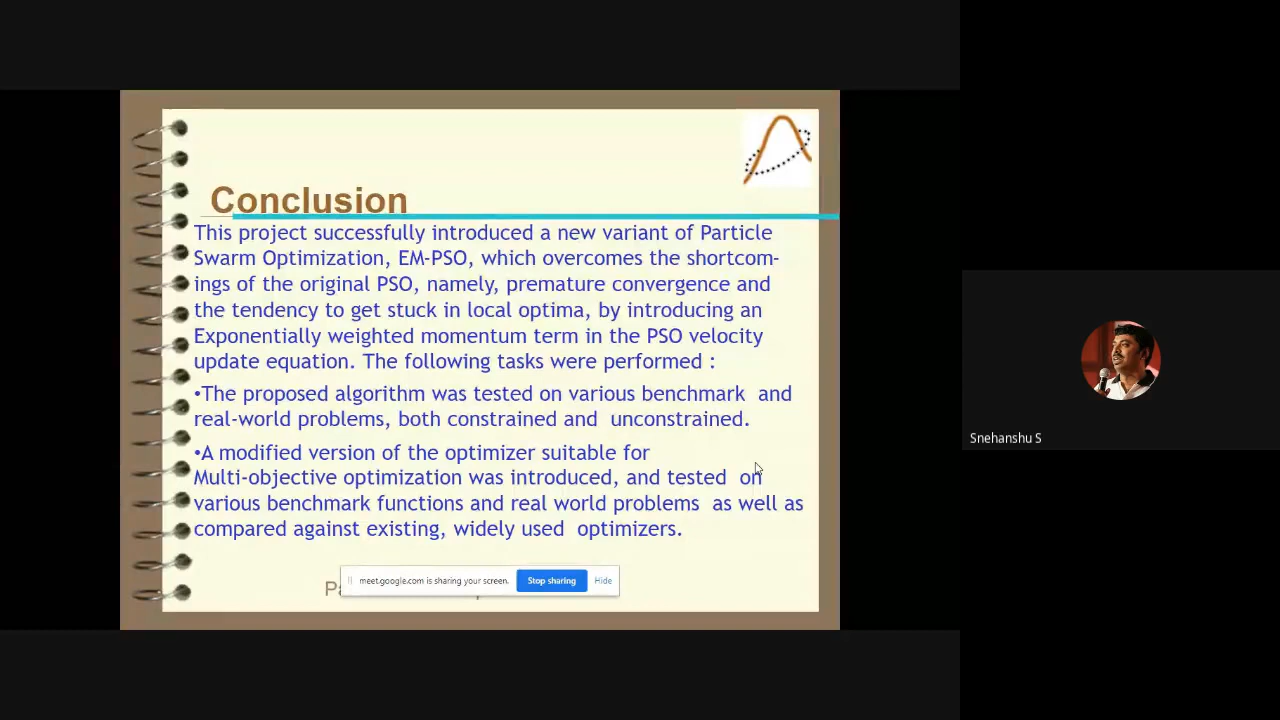 Conclusion
This project successfully introduced a new variant of Particle
Swarm Optimization, EM-PSO, which overcomes the shortcom-
ings of the original PSO, namely, premature convergence and
the tendency to get stuck in local optima, by introducing an
Exponentially weighted momentum term in the PSO velocity
update equation. The following tasks were performed :
•The proposed algorithm was tested on various benchmark and
real-world problems, both constrained and unconstrained.
•A modified version of the optimizer suitable for
Multi-objective optimization was introduced, and tested on
various benchmark functions and real world problems as well as
compared against existing, widely used optimizers.
meet.google.com is sharing your screen. Stop sharing Hide
Snehanshu S